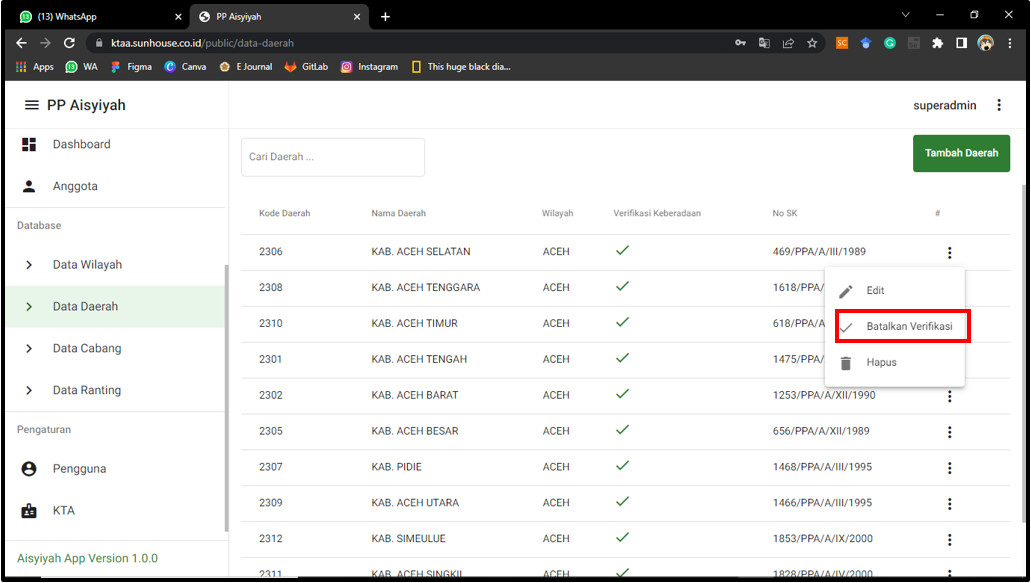 (13) WhatsApp
PP Aisyiyah
ktaa.sunhouse.co.id/public/data-daerah
Apps WA Figma Canva E Journal GitLab Instagram This huge black dia...
PP Aisyiyah
superadmin
Dashboard
Anggota
Database
Data Wilayah
Data Daerah
Data Cabang
Data Ranting
Pengaturan
Pengguna
KTA
Aisyiyah App Version 1.0.0
Cari Daerah ...
Tambah Daerah
Kode Daerah Nama Daerah Wilayah Verifikasi Keberadaan No SK #
2306 KAB. ACEH SELATAN ACEH 469/PPA/A/III/1989
2308 KAB. ACEH TENGGARA ACEH 1618/PPA/
2310 KAB. ACEH TIMUR ACEH 618/PPA/A
2301 KAB. ACEH TENGAH ACEH 1475/PPA/
2302 KAB. ACEH BARAT ACEH 1253/PPA/A/XII/1990
2305 KAB. ACEH BESAR ACEH 656/PPA/A/XII/1989
2307 KAB. PIDIE ACEH 1468/PPA/A/III/1995
2309 KAB. ACEH UTARA ACEH 1466/PPA/A/III/1995
2312 KAB. SIMEULUE ACEH 1853/PPA/A/IX/2000
2311 KAB. ACEH SINGKIL ACEH 1828/PPA/A/IV/2000
Edit
Batalkan Verifikasi
Hapus